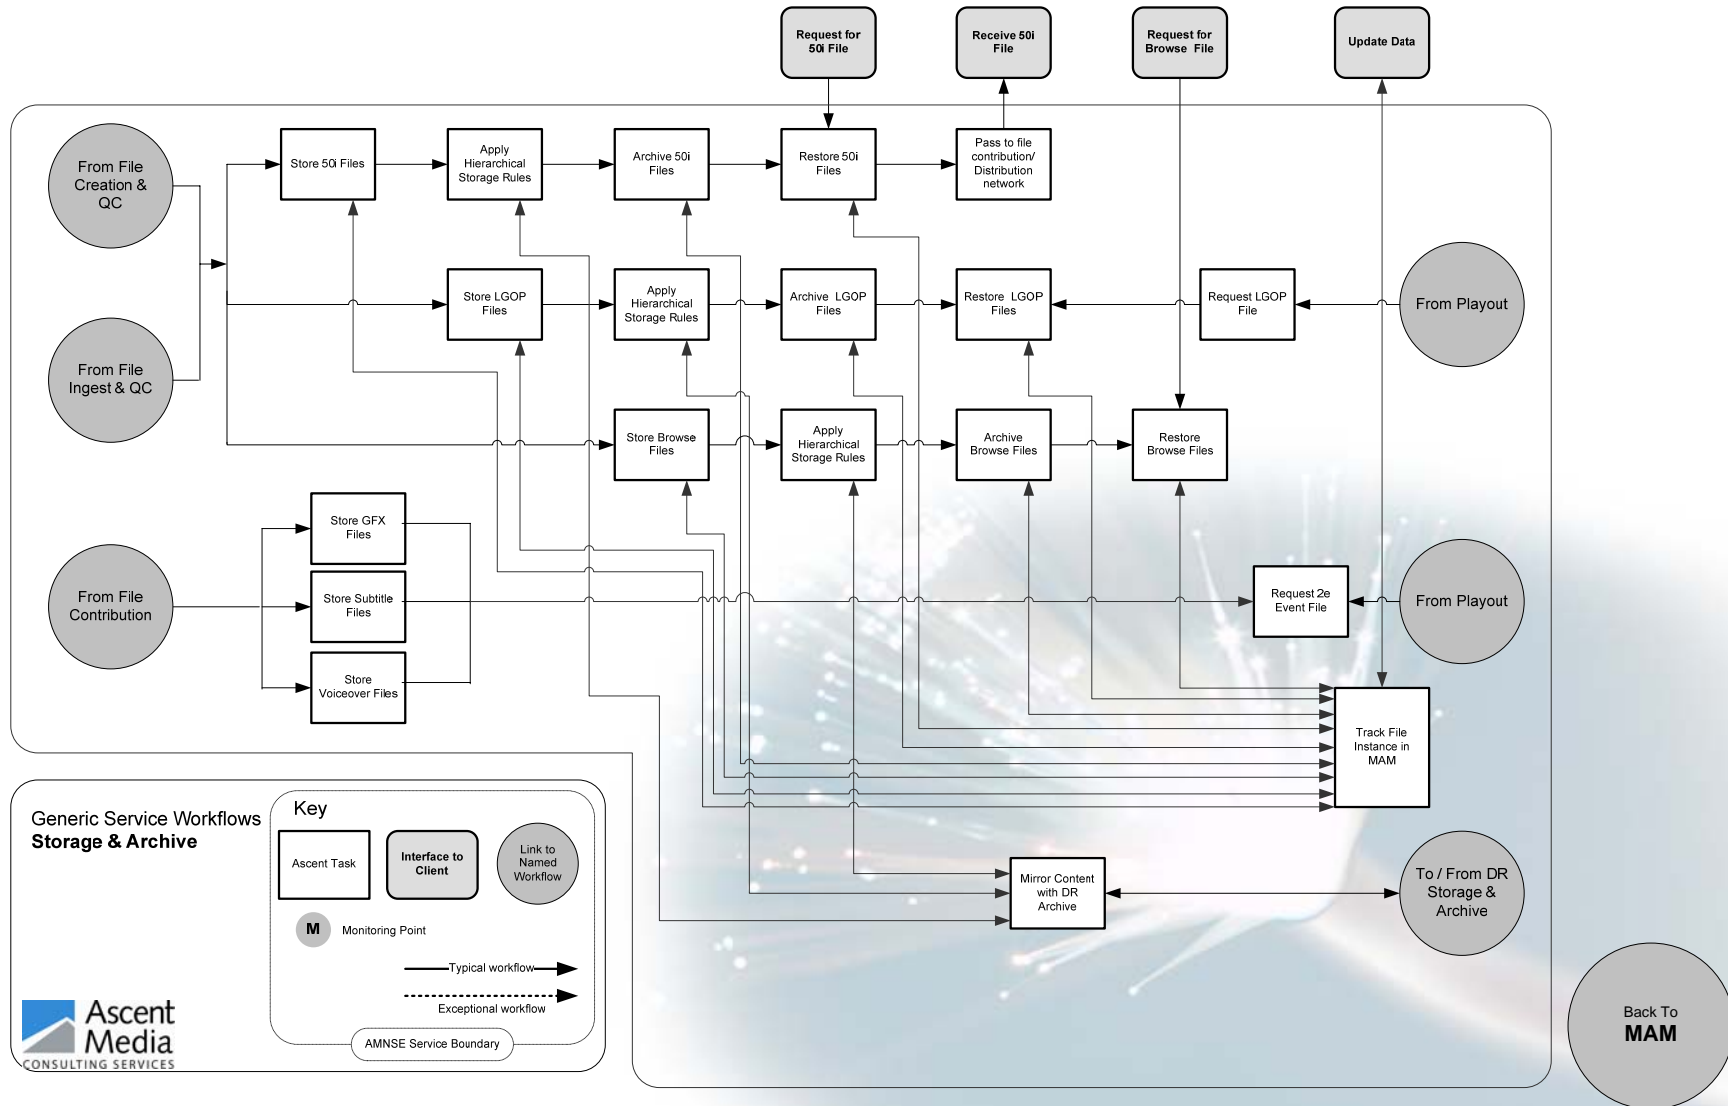 Request for
50i File
Receive 50i
File
Request for
Browse File
Update Data
From File
Creation &
QC
Store 50i Files
Apply
Hierarchical
Storage Rules
Archive 50i
Files
Restore 50i
Files
Pass to file
contribution/
Distribution
network
Store LGOP
Files
Apply
Hierarchical
Storage Rules
Archive LGOP
Files
Restore LGOP
Files
Request LGOP
File
From Playout
From File
Ingest & QC
Store Browse
Files
Apply
Hierarchical
Storage Rules
Archive
Browse Files
Restore
Browse Files
Store GFX
Files
From File
Contribution
Store Subtitle
Files
Request 2e
Event File
From Playout
Store
Voiceover Files
Track File
Instance in
MAM
Mirror Content
with DR
Archive
To / From DR
Storage &
Archive
Back To
MAM
Generic Service Workflows
Storage & Archive
Key
Ascent Task
Interface to
Client
Link to
Named
Workflow
M
Monitoring Point
Typical workflow
Exceptional workflow
AMNSE Service Boundary
Ascent
Media
CONSULTING SERVICES